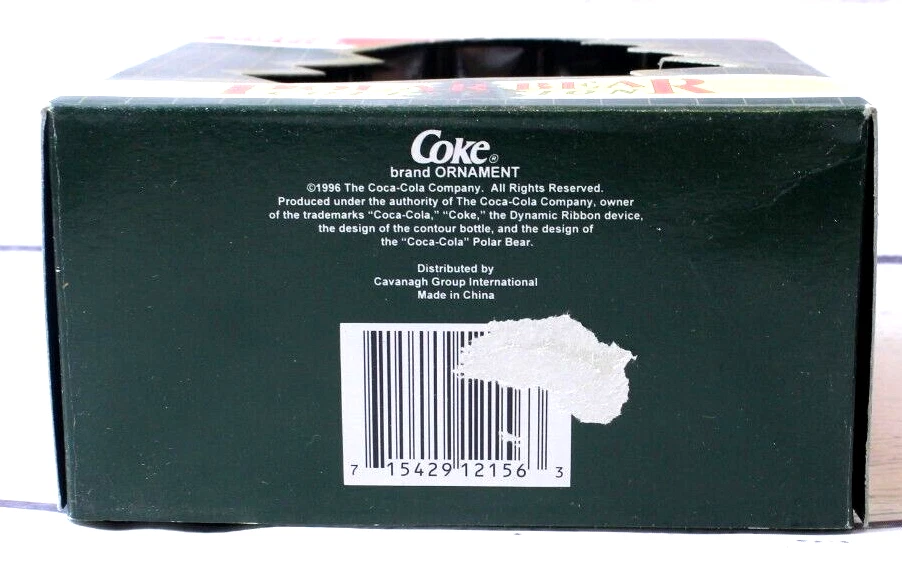 BEAR
Coke®
brand ORNAMENT
©1996 The Coca-Cola Company. All Rights Reserved.
Produced under the authority of The Coca-Cola Company, owner
of the trademarks “Coca-Cola,” “Coke,” the Dynamic Ribbon device,
the design of the contour bottle, and the design of
the “Coca-Cola” Polar Bear.
Distributed by
Cavanagh Group International
Made in China
7 15429 12156 3